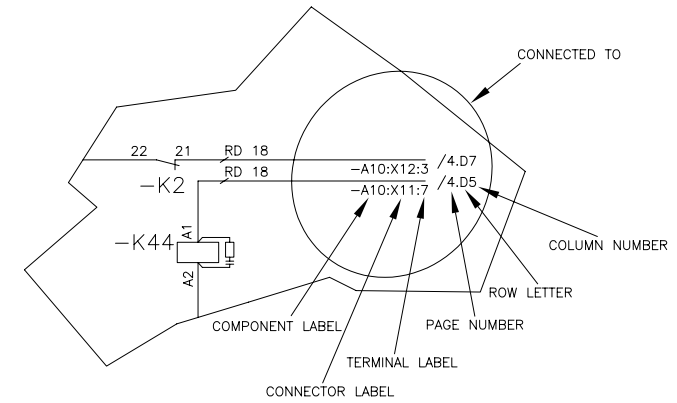 CONNECTED TO
22 21 RD 18 /4.D7
-A10:X12:3
-K2 RD 18 /4.D5
-A10:X11:7
A1
-K44
A2
COLUMN NUMBER
ROW LETTER
COMPONENT LABEL PAGE NUMBER
TERMINAL LABEL
CONNECTOR LABEL